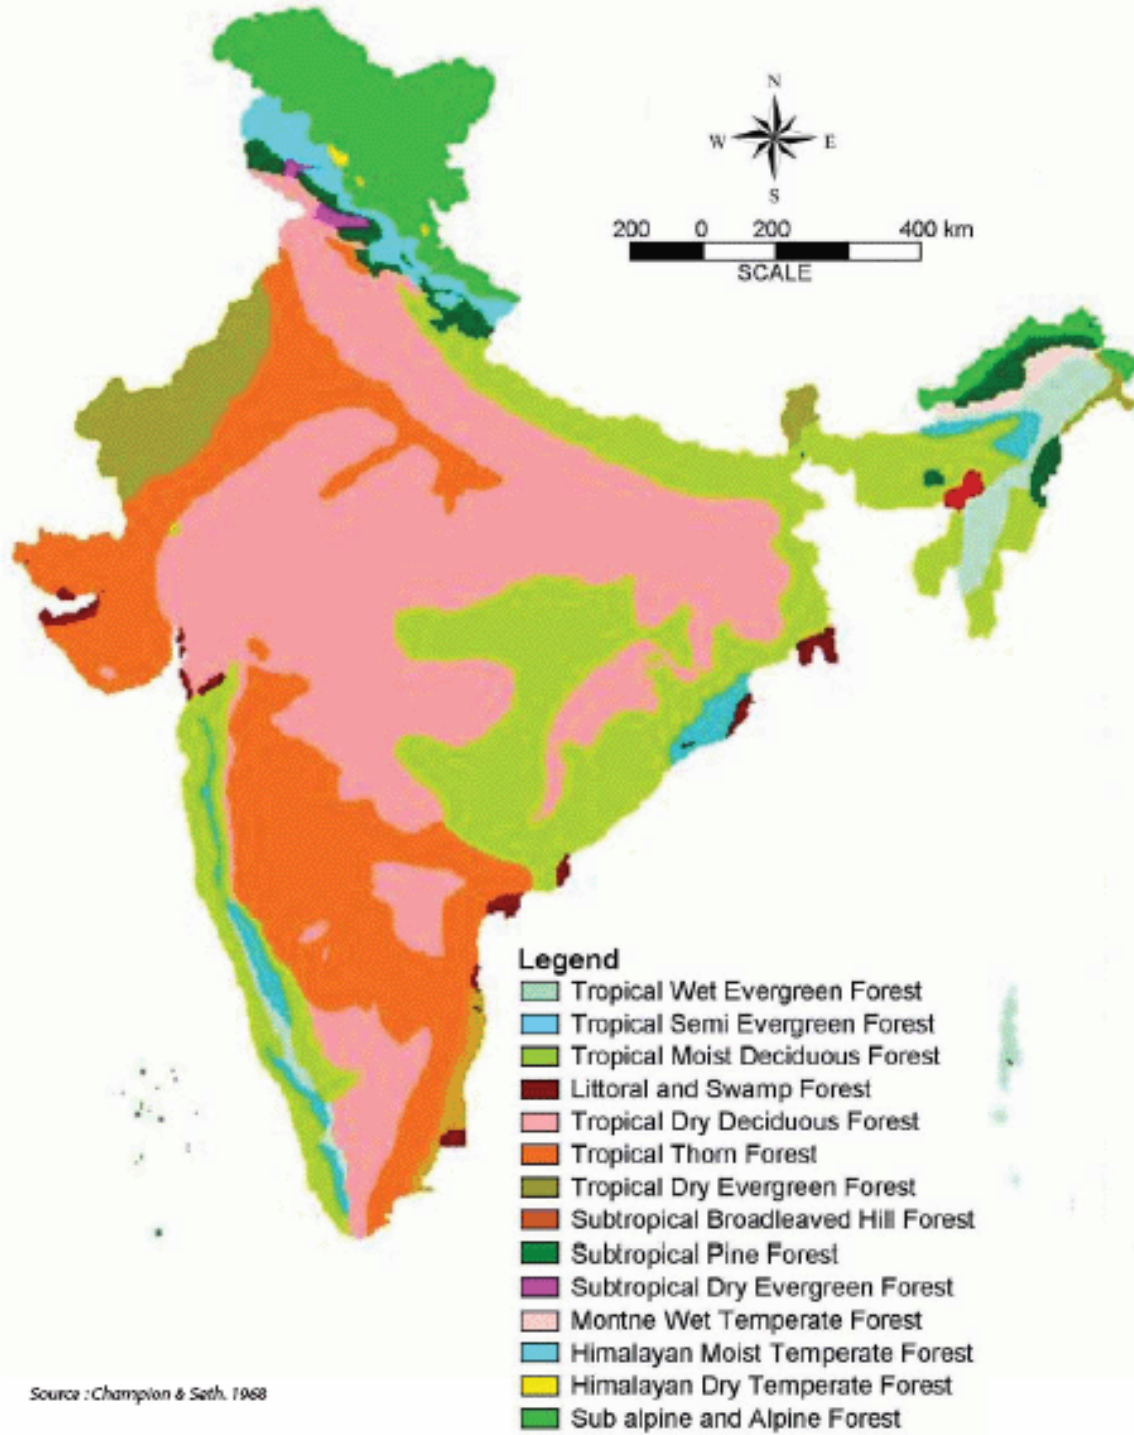 N
W E
S
200 0 200 400 km
SCALE
Legend
Tropical Wet Evergreen Forest
Tropical Semi Evergreen Forest
Tropical Moist Deciduous Forest
Littoral and Swamp Forest
Tropical Dry Deciduous Forest
Tropical Thorn Forest
Tropical Dry Evergreen Forest
Subtropical Broadleaved Hill Forest
Subtropical Pine Forest
Subtropical Dry Evergreen Forest
Montne Wet Temperate Forest
Himalayan Moist Temperate Forest
Himalayan Dry Temperate Forest
Sub alpine and Alpine Forest
Source : Champion & Seth. 1968